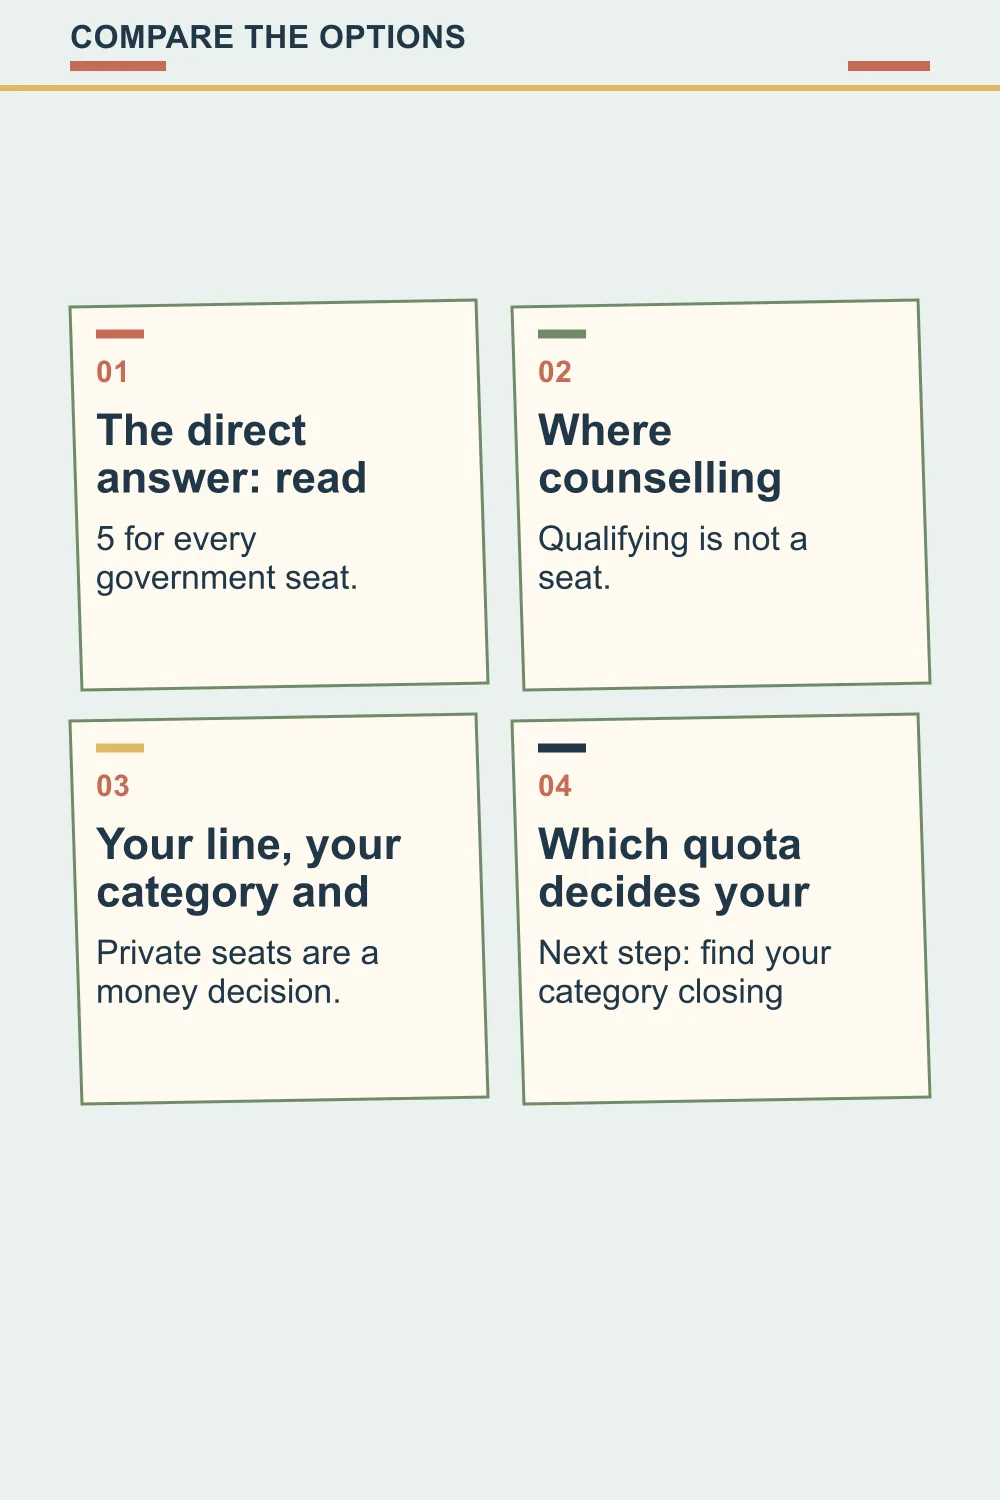 COMPARE THE OPTIONS
01
The direct
answer: read
5 for every
government seat.
02
Where
counselling
Qualifying is not a
seat.
03
Your line, your
category and
Private seats are a
money decision.
04
Which quota
decides your
Next step: find your
category closing